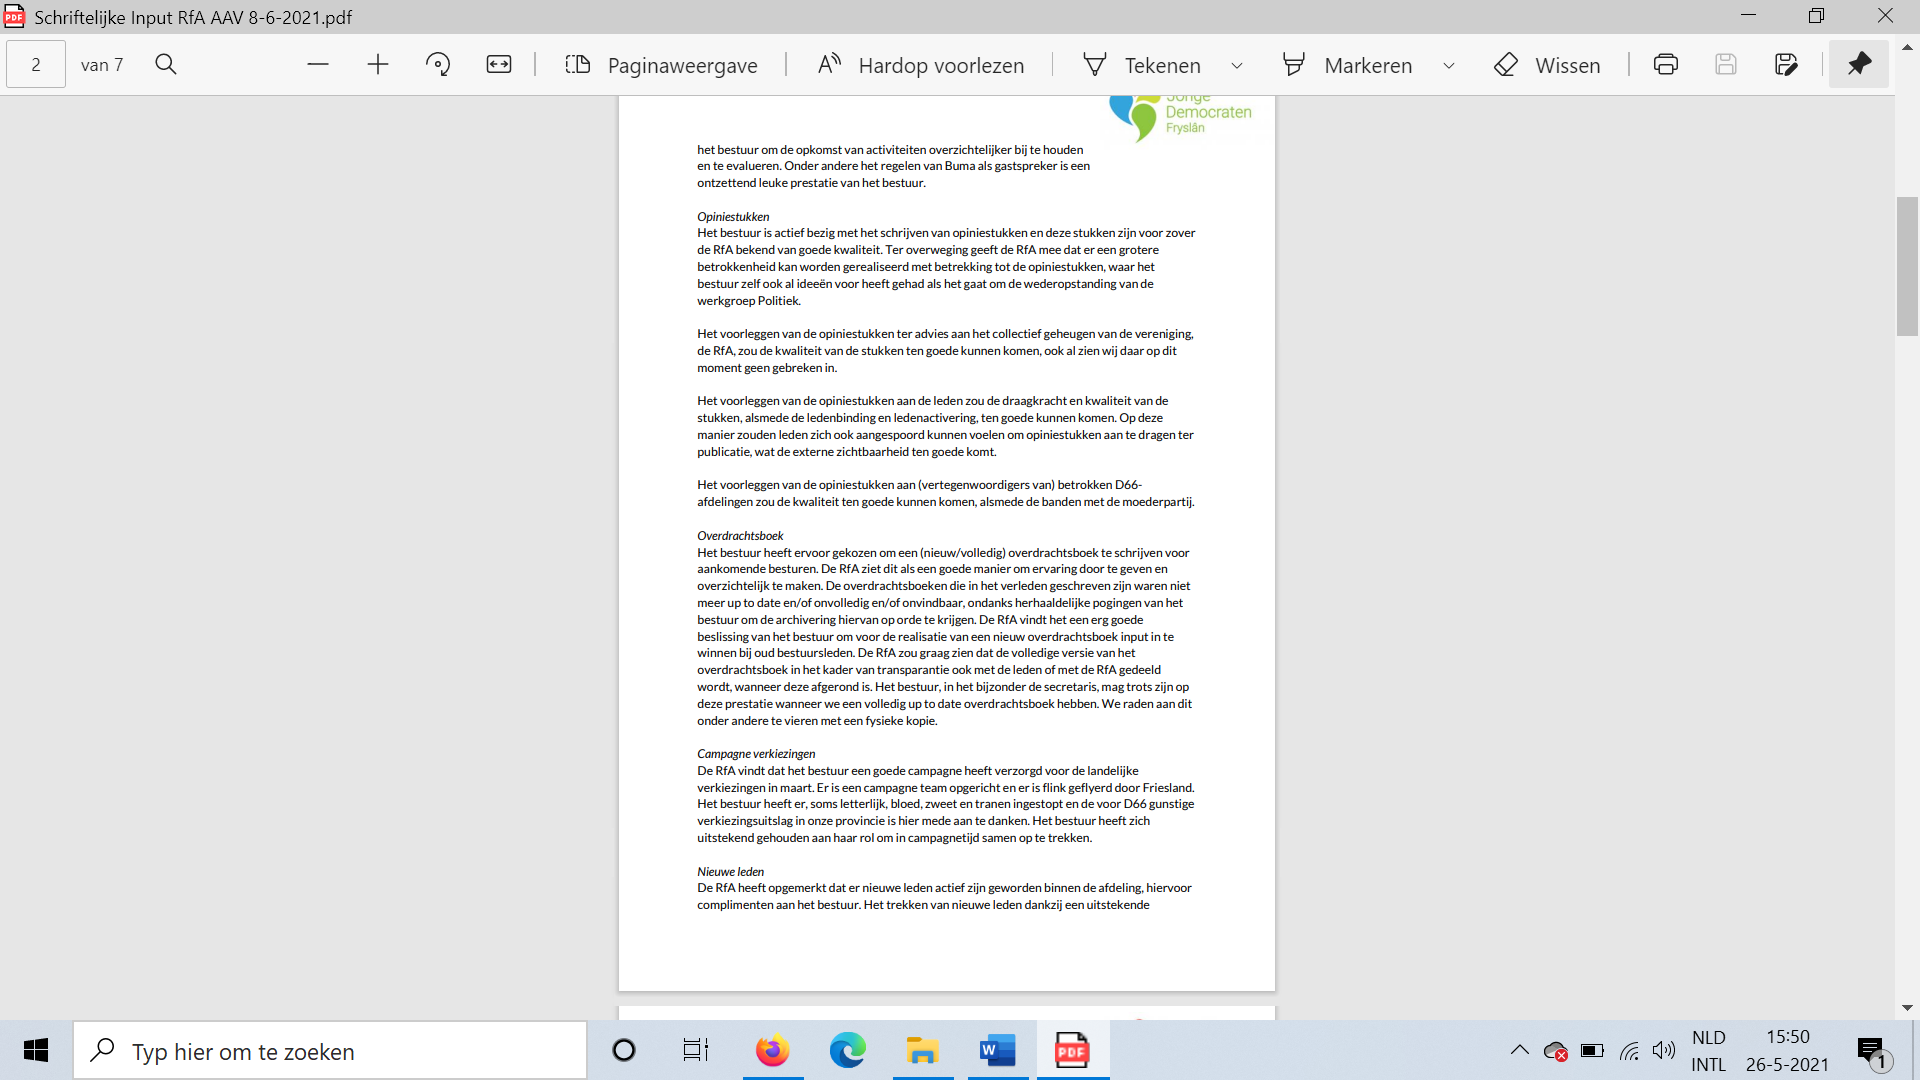 Schriftelijke Input RfA AAV 8-6-2021.pdf
2 van 7
Paginaweergave
Hardop voorlezen
Tekenen
Markeren
Wissen
Jonge
Democraten
Fryslân
het bestuur om de opkomst van activiteiten overzichtelijker bij te houden
en te evalueren. Onder andere het regelen van Buma als gastspreker is een
ontzettend leuke prestatie van het bestuur.
Opiniestukken
Het bestuur is actief bezig met het schrijven van opiniestukken en deze stukken zijn voor zover
de RfA bekend van goede kwaliteit. Ter overweging geeft de RfA mee dat er een grotere
betrokkenheid kan worden gerealiseerd met betrekking tot de opiniestukken, waar het
bestuur zelf ook al ideeën voor heeft gehad als het gaat om de wederopstanding van de
werkgroep Politiek.
Het voorleggen van de opiniestukken ter advies aan het collectief geheugen van de vereniging,
de RfA, zou de kwaliteit van de stukken ten goede kunnen komen, ook al zien wij daar op dit
moment geen gebreken in.
Het voorleggen van de opiniestukken aan de leden zou de draagkracht en kwaliteit van de
stukken, alsmede de ledenbinding en ledenactivering, ten goede kunnen komen. Op deze
manier zouden leden zich ook aangespoord kunnen voelen om opiniestukken aan te dragen ter
publicatie, wat de externe zichtbaarheid ten goede komt.
Het voorleggen van de opiniestukken aan (vertegenwoordigers van) betrokken D66-
afdelingen zou de kwaliteit ten goede kunnen komen, alsmede de banden met de moederpartij.
Overdrachtsboek
Het bestuur heeft ervoor gekozen om een (nieuw/volledig) overdrachtsboek te schrijven voor
aankomende besturen. De RfA ziet dit als een goede manier om ervaring door te geven en
overzichtelijk te maken. De overdrachtsboeken die in het verleden geschreven zijn waren niet
meer up to date en/of onvolledig en/of onvindbaar, ondanks herhaaldelijke pogingen van het
bestuur om de archivering hiervan op orde te krijgen. De RfA vindt het een erg goede
beslissing van het bestuur om voor de realisatie van een nieuw overdrachtsboek input in te
winnen bij oud bestuursleden. De RfA zou graag zien dat de volledige versie van het
overdrachtsboek in het kader van transparantie ook met de leden of met de RfA gedeeld
wordt, wanneer deze afgerond is. Het bestuur, in het bijzonder de secretaris, mag trots zijn op
deze prestatie wanneer we een volledig up to date overdrachtsboek hebben. We raden aan dit
onder andere te vieren met een fysieke kopie.
Campagne verkiezingen
De RfA vindt dat het bestuur een goede campagne heeft verzorgd voor de landelijke
verkiezingen in maart. Er is een campagne team opgericht en er is flink geflyerd door Friesland.
Het bestuur heeft er, soms letterlijk, bloed, zweet en tranen ingestopt en de voor D66 gunstige
verkiezingsuitslag in onze provincie is hier mede aan te danken. Het bestuur heeft zich
uitstekend gehouden aan haar rol om in campagnetijd samen op te trekken.
Nieuwe leden
De RfA heeft opgemerkt dat er nieuwe leden actief zijn geworden binnen de afdeling, hiervoor
complimenten aan het bestuur. Het trekken van nieuwe leden dankzij een uitstekende
Typ hier om te zoeken
NLD
INTL
15:50
26-5-2021
1